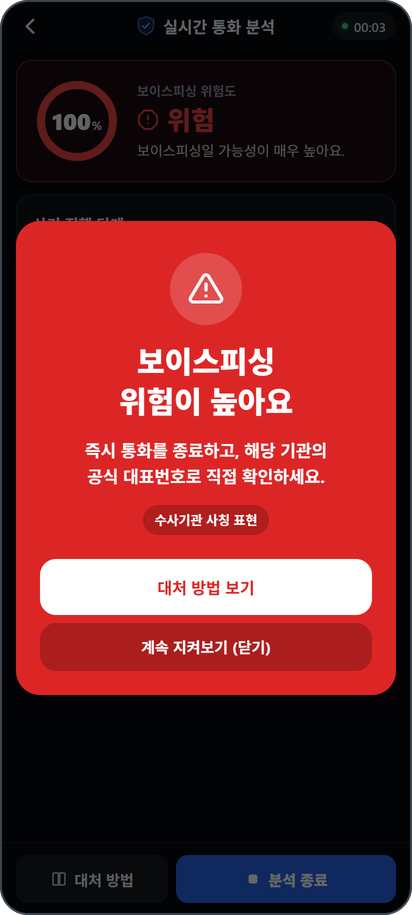 실시간 통화 분석
00:03
보이스피싱 위험도
100%
위험
보이스피싱일 가능성이 매우 높아요.
보이스피싱
위험이 높아요
즉시 통화를 종료하고, 해당 기관의
공식 대표번호로 직접 확인하세요.
수사기관 사칭 표현
대처 방법 보기
계속 지켜보기 (닫기)
대처 방법
분석 종료